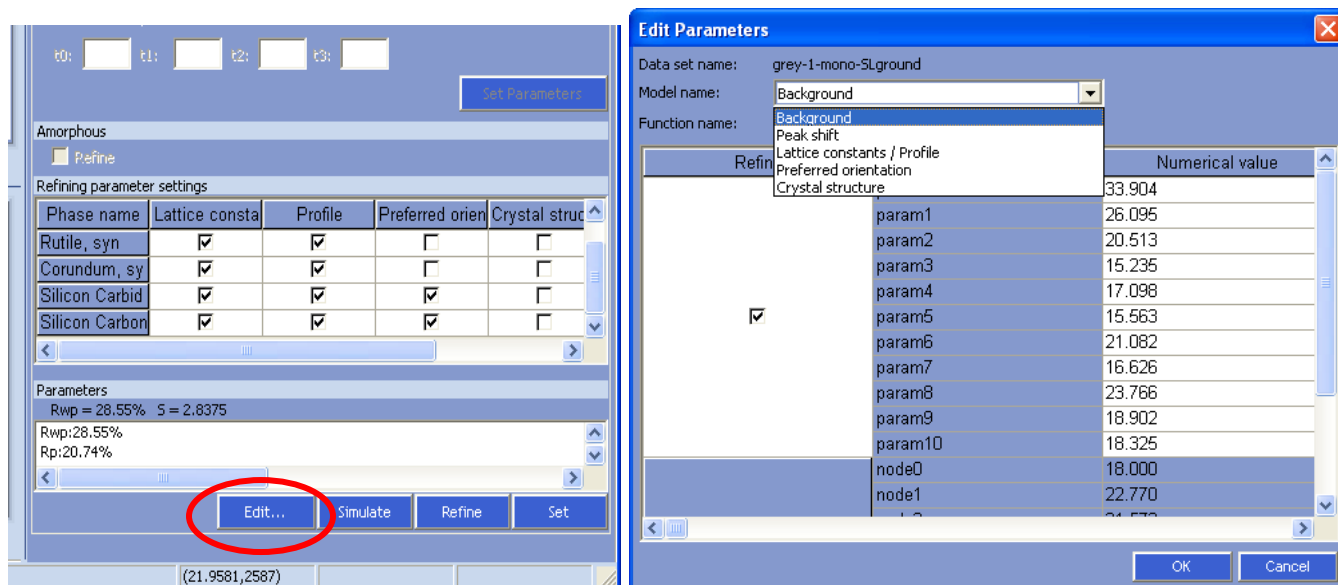 t0: t1: t2: t3:
Set Parameters
Amorphous
Refine
Refining parameter settings
Phase name Lattice consta Profile Preferred orien Crystal struc
Rutile, syn
Corundum, sy
Silicon Carbid
Silicon Carbon
Parameters
Rwp = 28.55% S = 2.8375
Rwp:28.55%
Rp:20.74%
Edit... Simulate Refine Set
(21.9581,2587)
Edit Parameters
Data set name: grey-1-mono-SLground
Model name: Background
Function name:
Background
Peak shift
Lattice constants / Profile
Preferred orientation
Crystal structure
Refin Numerical value
33.904
param1 26.095
param2 20.513
param3 15.235
param4 17.098
param5 15.563
param6 21.082
param7 16.626
param8 23.766
param9 18.902
param10 18.325
node0 18.000
node1 22.770
OK Cancel